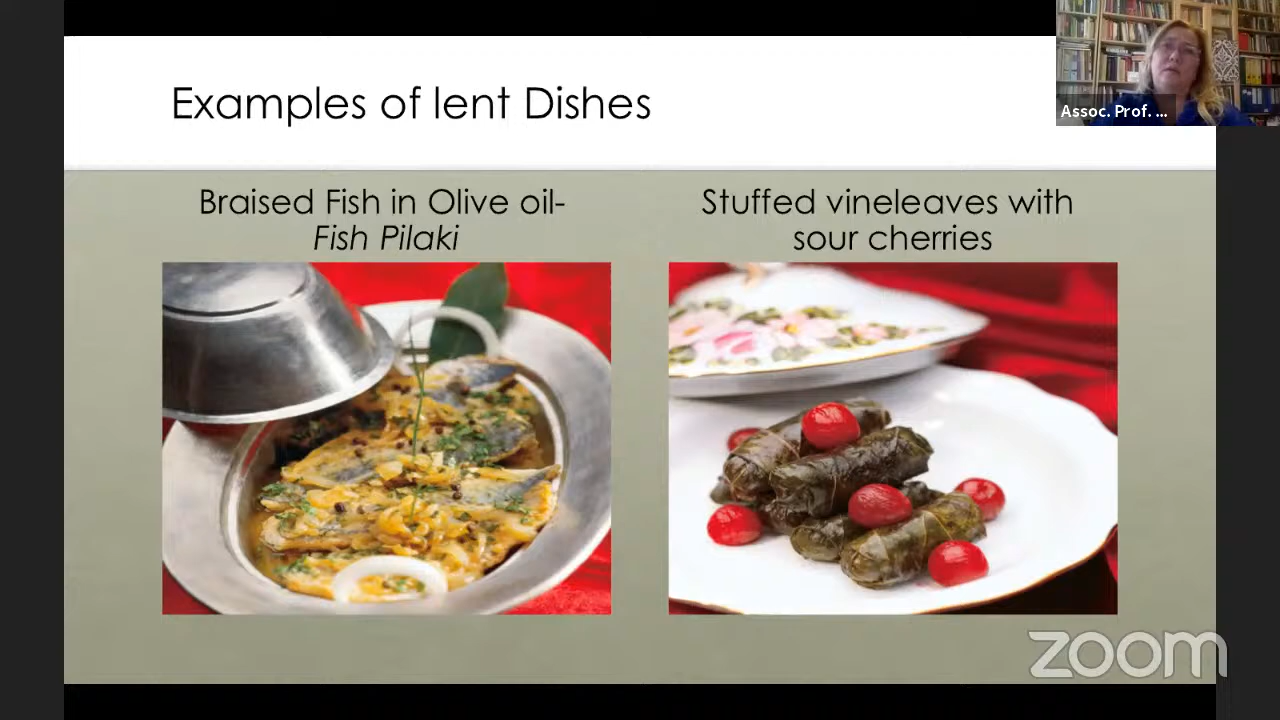 Examples of lent Dishes
Assoc. Prof. ...
Braised Fish in Olive oil-
Fish Pilaki
Stuffed vineleaves with
sour cherries
zoom